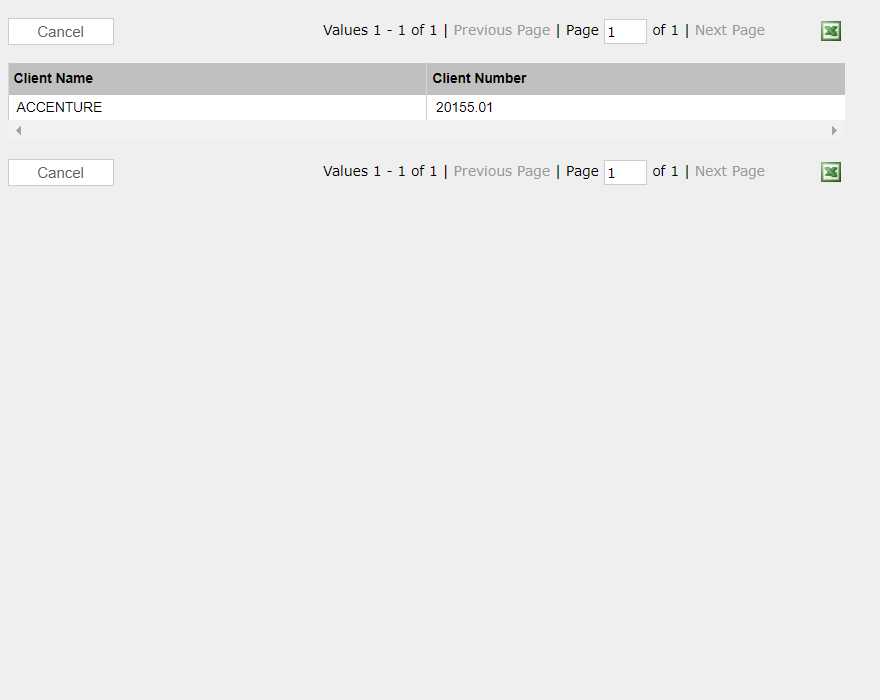 Cancel Values 1 - 1 of 1 | Previous Page | Page 1 of 1 | Next Page
Client Name Client Number
ACCENTURE 20155.01
Cancel Values 1 - 1 of 1 | Previous Page | Page 1 of 1 | Next Page